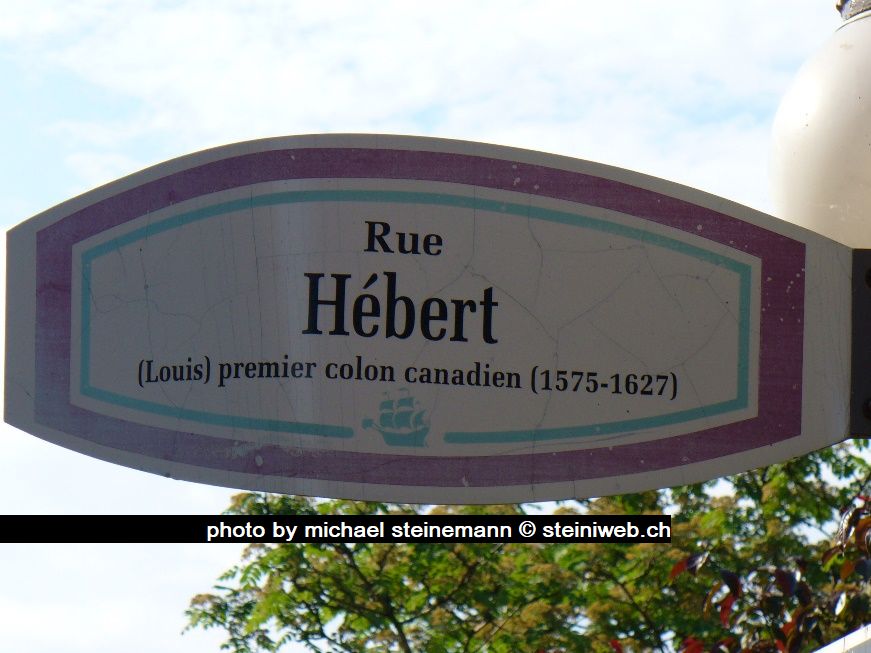 Rue
Hébert
(Louis) premier colon canadien (1575-1627)
photo by michael steinemann © steiniweb.ch